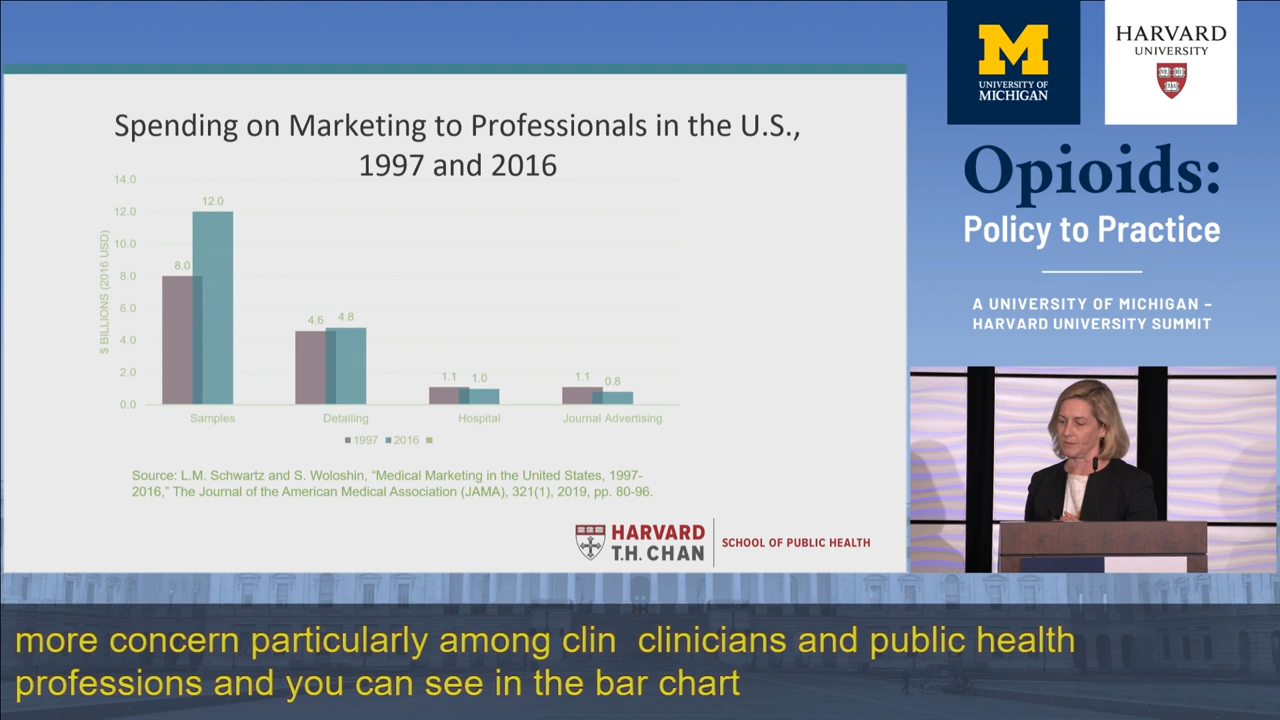 Spending on Marketing to Professionals in the U.S.,
1997 and 2016
14.0
12.0
10.0
8.0
6.0
4.0
2.0
0.0
$ BILLIONS (2016 USD)
8.0
12.0
4.6
4.8
1.1
1.0
1.1
0.8
Samples
Detailing
Hospital
Journal Advertising
1997
2016
Source: L.M. Schwartz and S. Woloshin, “Medical Marketing in the United States, 1997-
2016,” The Journal of the American Medical Association (JAMA), 321(1), 2019, pp. 80-96.
HARVARD
T.H. CHAN
SCHOOL OF PUBLIC HEALTH
M
UNIVERSITY OF
MICHIGAN
HARVARD
UNIVERSITY
Opioids:
Policy to Practice
A UNIVERSITY OF MICHIGAN –
HARVARD UNIVERSITY SUMMIT
more concern particularly among clin  clinicians and public health
professions and you can see in the bar chart